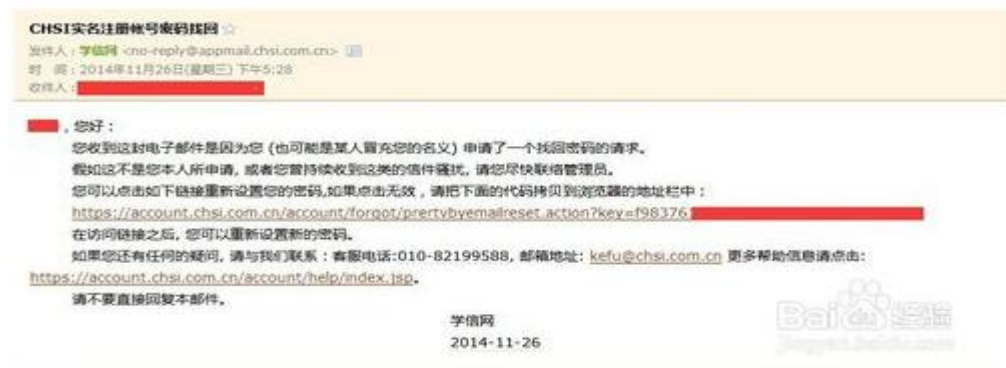 CHSI实名注册帐号密码找回
发件人：学信网 <no-reply@appmail.chsi.com.cn>
时 间：2014年11月26日(星期三) 下午5:28
收件人：
，您好：
您收到这封电子邮件是因为您 (也可能是某人冒充您的名义) 申请了一个找回密码的请求。
假如这不是您本人所申请, 或者您曾持续收到这类的信件骚扰, 请您尽快联络管理员。
您可以点击如下链接重新设置您的密码,如果点击无效，请把下面的代码拷贝到浏览器的地址栏中：
https://account.chsi.com.cn/account/forgot/prertvbyemailreset.action?key=f98376
在访问链接之后, 您可以重新设置新的密码。
如果您还有任何的疑问, 请与我们联系：客服电话:010-82199588, 邮箱地址: kefu@chsi.com.cn 更多帮助信息请点击:
https://account.chsi.com.cn/account/help/index.jsp。
请不要直接回复本邮件。
学信网
2014-11-26
Baidu经验
jingyan.baidu.com